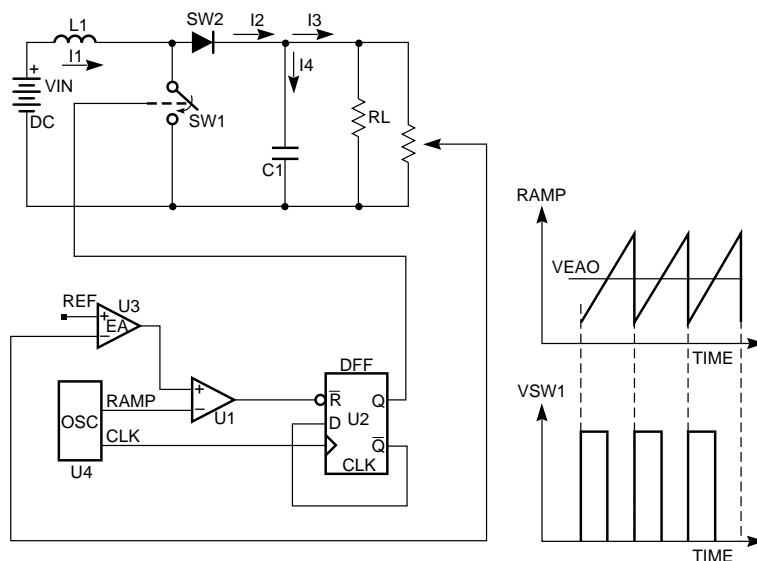 L1
SW2
I2
I3
I1
I4
+
VIN
DC
SW1
RL
C1
REF
U3
+
EA
−
RAMP
OSC
CLK
U4
+
−
U1
DFF
R
Q
U2
D
Q
CLK
RAMP
VEAO
TIME
VSW1
TIME